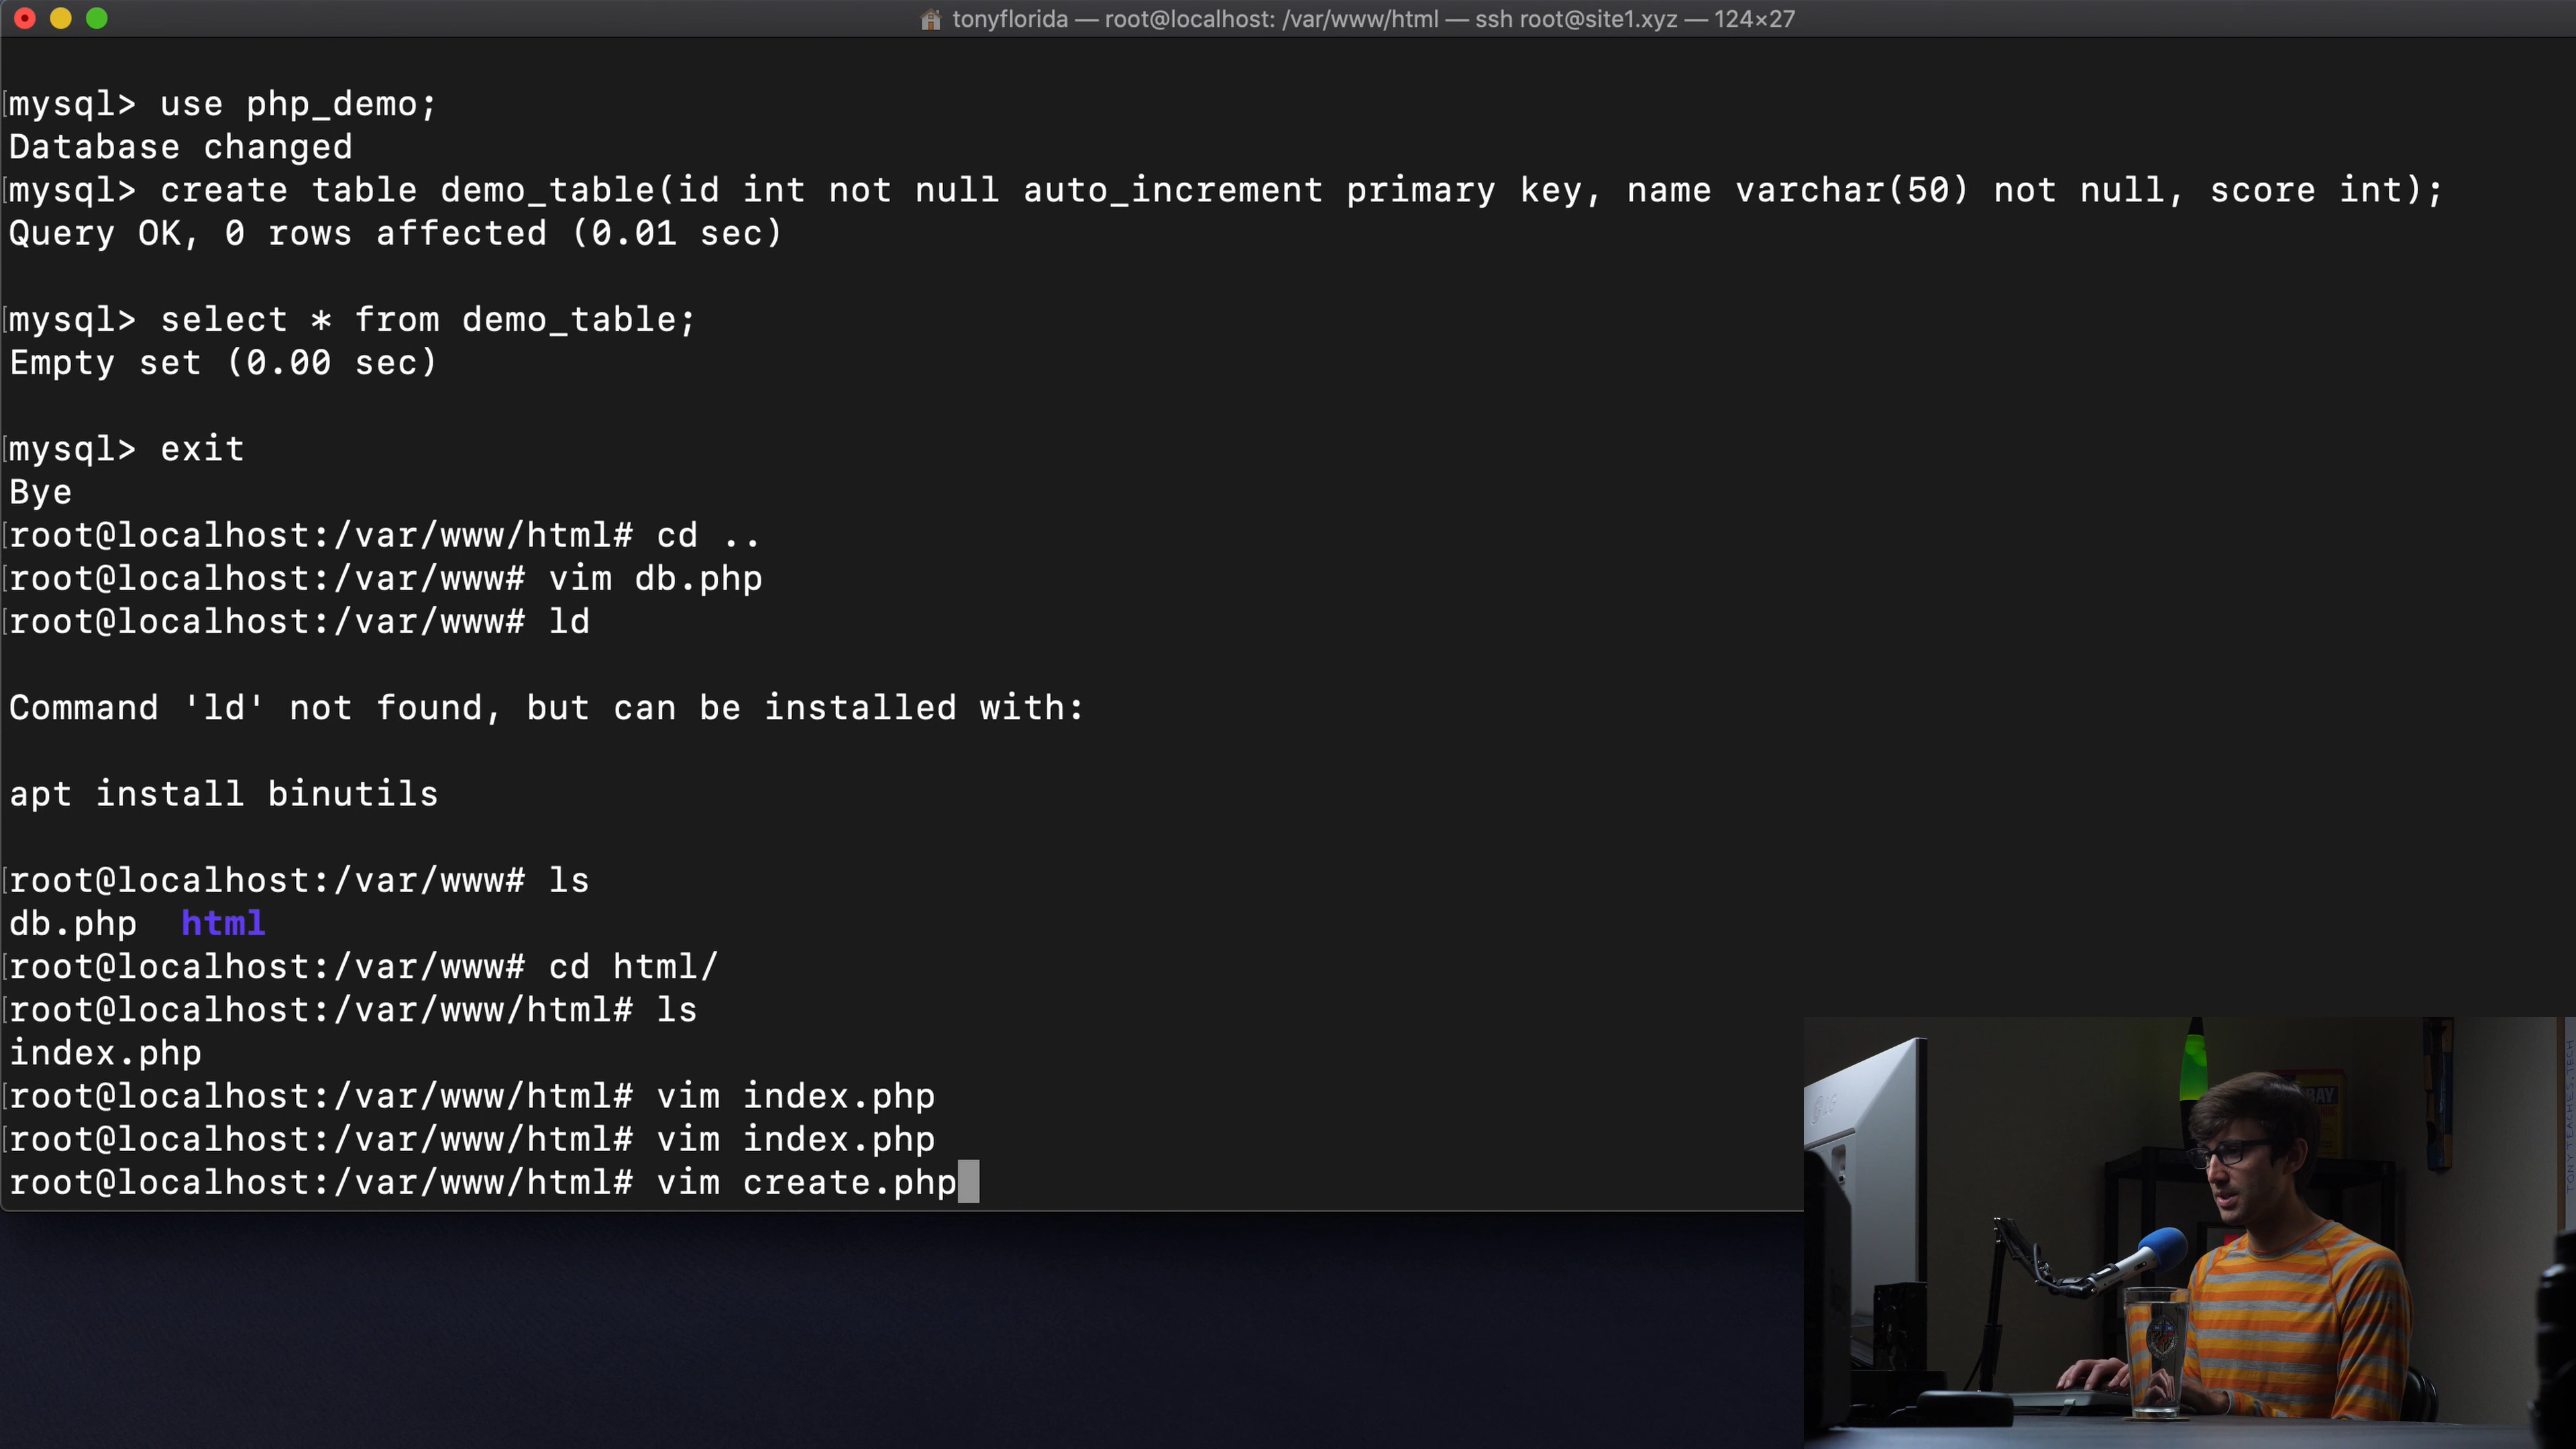 tonyflorida — root@localhost: /var/www/html — ssh root@site1.xyz — 124×27
mysql> use php_demo;
Database changed
mysql> create table demo_table(id int not null auto_increment primary key, name varchar(50) not null, score int);
Query OK, 0 rows affected (0.01 sec)
mysql> select * from demo_table;
Empty set (0.00 sec)
mysql> exit
Bye
root@localhost:/var/www/html# cd ..
root@localhost:/var/www# vim db.php
root@localhost:/var/www# ld
Command 'ld' not found, but can be installed with:
apt install binutils
root@localhost:/var/www# ls
db.php  html
root@localhost:/var/www# cd html/
root@localhost:/var/www/html# ls
index.php
root@localhost:/var/www/html# vim index.php
root@localhost:/var/www/html# vim index.php
root@localhost:/var/www/html# vim create.php
LG
TONYTEACHES.TECH